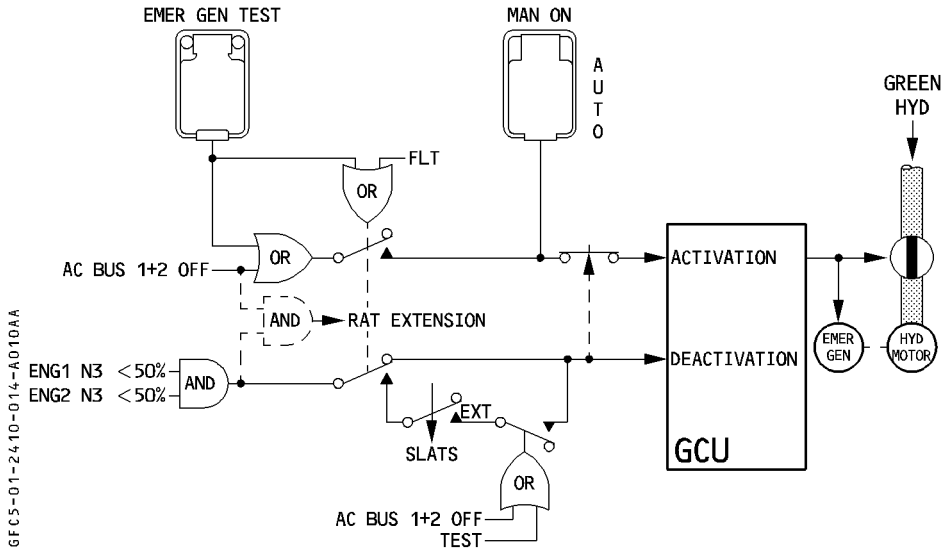 EMER GEN TEST
MAN ON
AUTO
GREEN
HYD
FLT
OR
OR
AC BUS 1+2 OFF
ACTIVATION
AND
RAT EXTENSION
EMER
GEN
HYD
MOTOR
DEACTIVATION
ENG1 N3 <50%
ENG2 N3 <50%
AND
EXT
SLATS
GCU
OR
AC BUS 1+2 OFF
TEST
GFC5-01-2410-014-A010AA